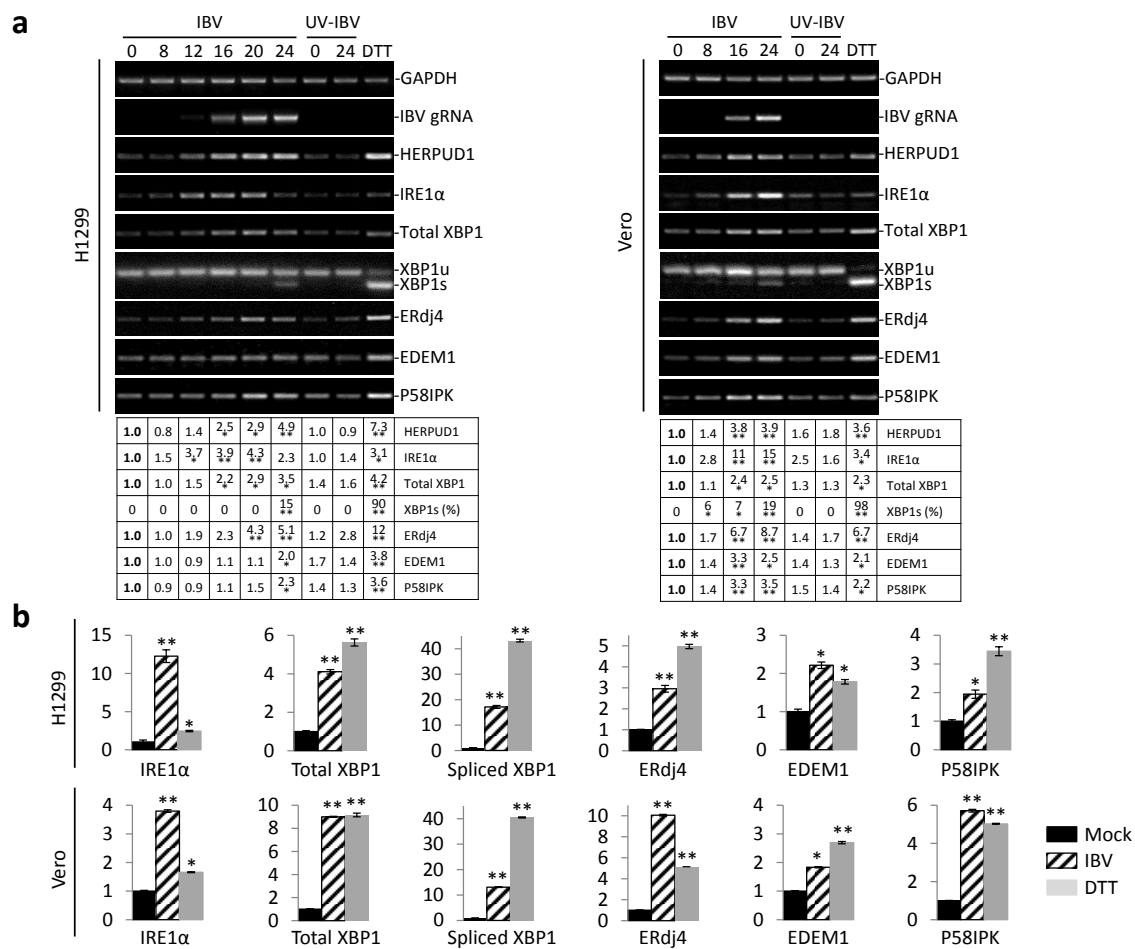 a
IBV UV-IBV
0 8 12 16 20 24 0 24 DTT
H1299
GAPDH
IBV gRNA
HERPUD1
IRE1α
Total XBP1
XBP1u
XBP1s
ERdj4
EDEM1
P58IPK
1.0 0.8 1.4 2.5* 2.9* 4.9** 1.0 0.9 7.3** HERPUD1
1.0 1.5 3.7* 3.9** 4.3** 2.3 1.0 1.4 3.1* IRE1α
1.0 1.0 1.5 2.2* 2.9* 3.5* 1.4 1.6 4.2** Total XBP1
0 0 0 0 0 15** 0 0 90** XBP1s (%)
1.0 1.0 1.9 2.3 4.3** 5.1** 1.2 2.8 12** ERdj4
1.0 1.0 0.9 1.1 1.1 2.0* 1.7 1.4 3.8** EDEM1
1.0 0.9 0.9 1.1 1.5 2.3* 1.4 1.3 3.6** P58IPK
IBV UV-IBV
0 8 16 24 0 24 DTT
Vero
GAPDH
IBV gRNA
HERPUD1
IRE1α
Total XBP1
XBP1u
XBP1s
ERdj4
EDEM1
P58IPK
1.0 1.4 3.8** 3.9** 1.6 1.8 3.6** HERPUD1
1.0 2.8 11** 15** 2.5 1.6 3.4* IRE1α
1.0 1.1 2.4* 2.5* 1.3 1.3 2.3* Total XBP1
0 6* 7* 19** 0 0 98** XBP1s (%)
1.0 1.7 6.7** 8.7** 1.4 1.7 6.7** ERdj4
1.0 1.4 3.3** 2.5* 1.4 1.3 2.1* EDEM1
1.0 1.4 3.3** 3.5** 1.5 1.4 2.2* P58IPK
b
H1299
15
10
5
0
** *
IRE1α
6
4
2
0
** **
Total XBP1
40
30
20
10
0
** **
Spliced XBP1
5
4
3
2
1
0
** **
ERdj4
3
2
1
0
* *
EDEM1
4
3
2
1
0
* **
P58IPK
Vero
4
3
2
1
0
** *
IRE1α
10
8
6
4
2
0
** **
Total XBP1
40
30
20
10
0
** **
Spliced XBP1
10
8
6
4
2
0
** **
ERdj4
4
3
2
1
0
* **
EDEM1
6
4
2
0
** **
P58IPK
Mock
IBV
DTT